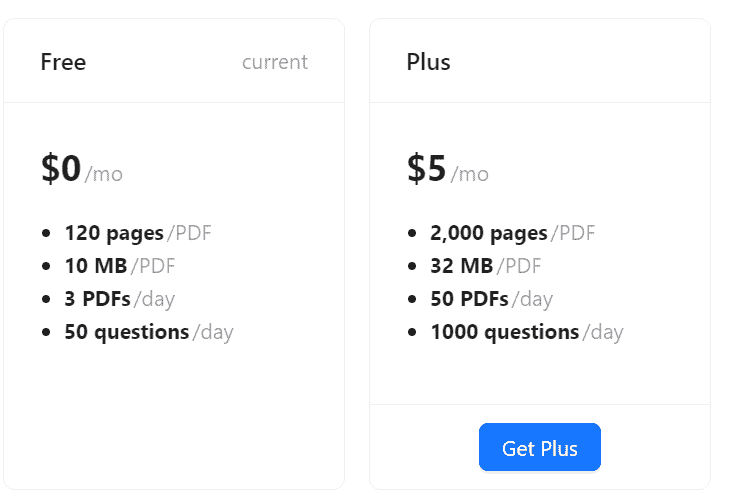 Free current
$0/mo
• 120 pages/PDF
• 10 MB/PDF
• 3 PDFs/day
• 50 questions/day
Plus
$5/mo
• 2,000 pages/PDF
• 32 MB/PDF
• 50 PDFs/day
• 1000 questions/day
Get Plus